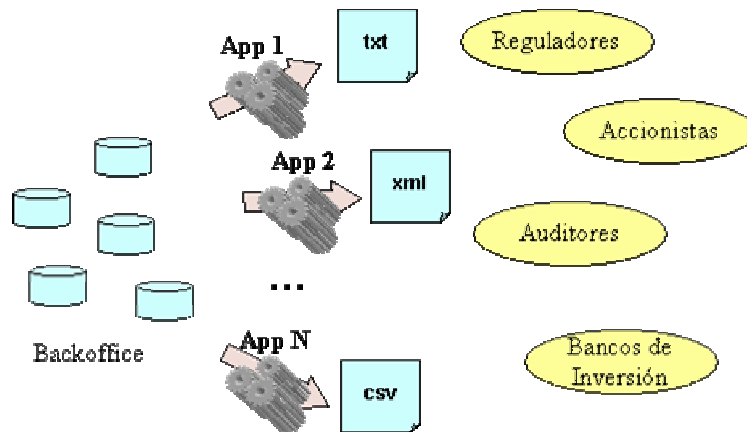 App 1
txt
Reguladores
Accionistas
App 2
xml
Auditores
...
Backoffice
App N
csv
Bancos de
Inversión